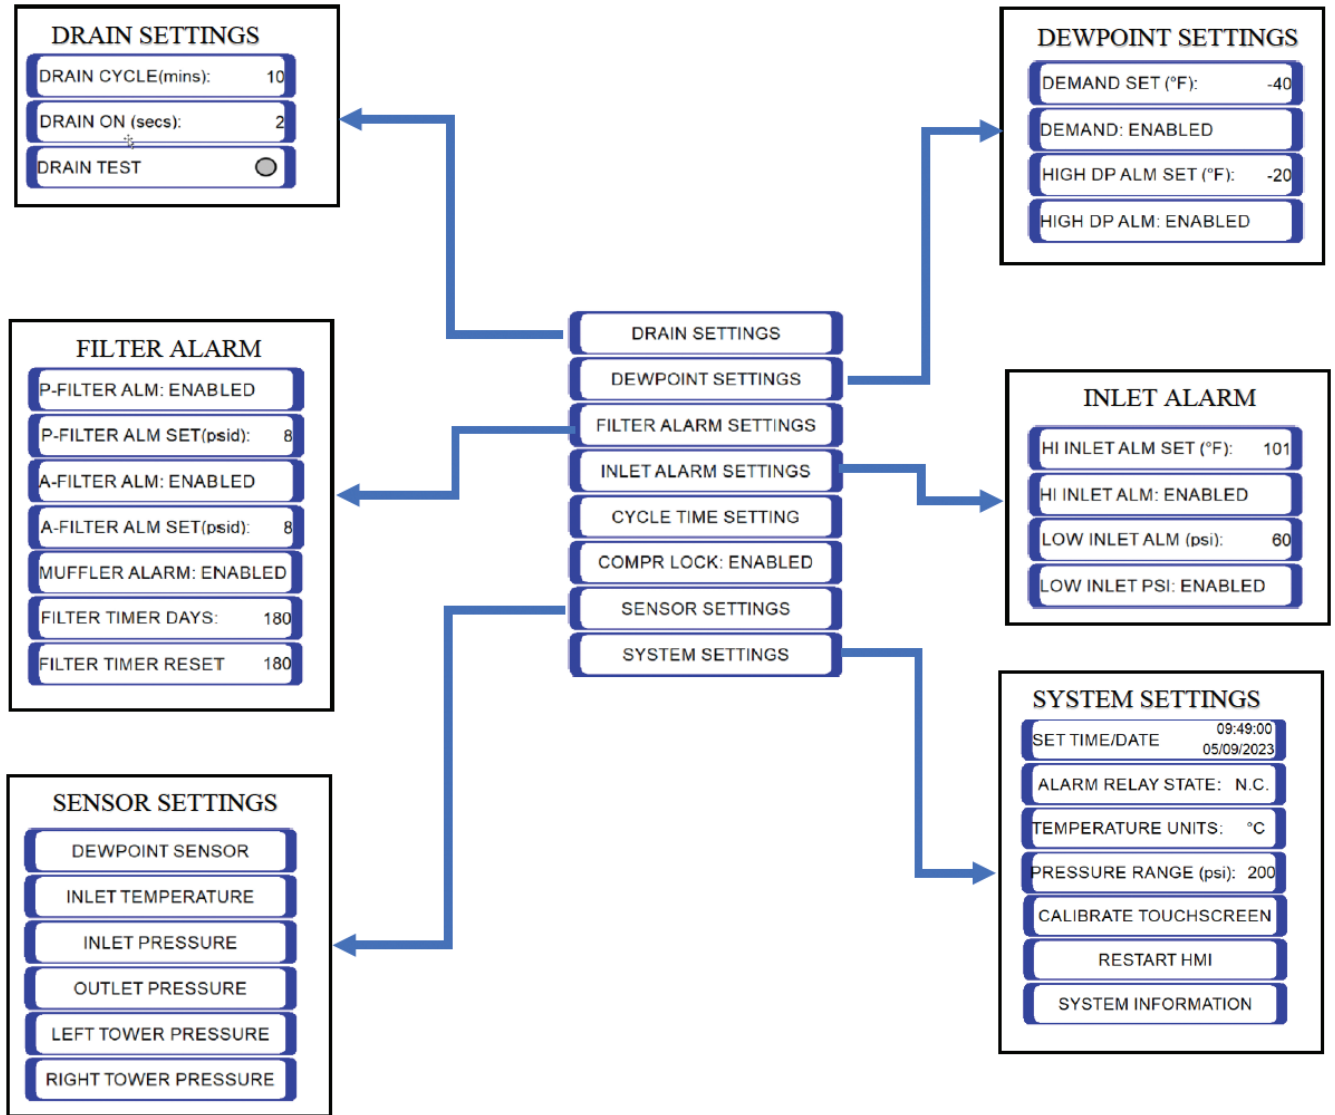 DRAIN SETTINGS
DRAIN CYCLE(mins): 10
DRAIN ON (secs): 2
DRAIN TEST
DEWPOINT SETTINGS
DEMAND SET (°F): -40
DEMAND: ENABLED
HIGH DP ALM SET (°F): -20
HIGH DP ALM: ENABLED
FILTER ALARM
P-FILTER ALM: ENABLED
P-FILTER ALM SET(psid): 8
A-FILTER ALM: ENABLED
A-FILTER ALM SET(psid): 8
MUFFLER ALARM: ENABLED
FILTER TIMER DAYS: 180
FILTER TIMER RESET 180
DRAIN SETTINGS
DEWPOINT SETTINGS
FILTER ALARM SETTINGS
INLET ALARM SETTINGS
CYCLE TIME SETTING
COMPR LOCK: ENABLED
SENSOR SETTINGS
SYSTEM SETTINGS
INLET ALARM
HI INLET ALM SET (°F): 101
HI INLET ALM: ENABLED
LOW INLET ALM (psi): 60
LOW INLET PSI: ENABLED
SENSOR SETTINGS
DEWPOINT SENSOR
INLET TEMPERATURE
INLET PRESSURE
OUTLET PRESSURE
LEFT TOWER PRESSURE
RIGHT TOWER PRESSURE
SYSTEM SETTINGS
SET TIME/DATE 09:49:00
05/09/2023
ALARM RELAY STATE: N.C.
TEMPERATURE UNITS: °C
PRESSURE RANGE (psi): 200
CALIBRATE TOUCHSCREEN
RESTART HMI
SYSTEM INFORMATION